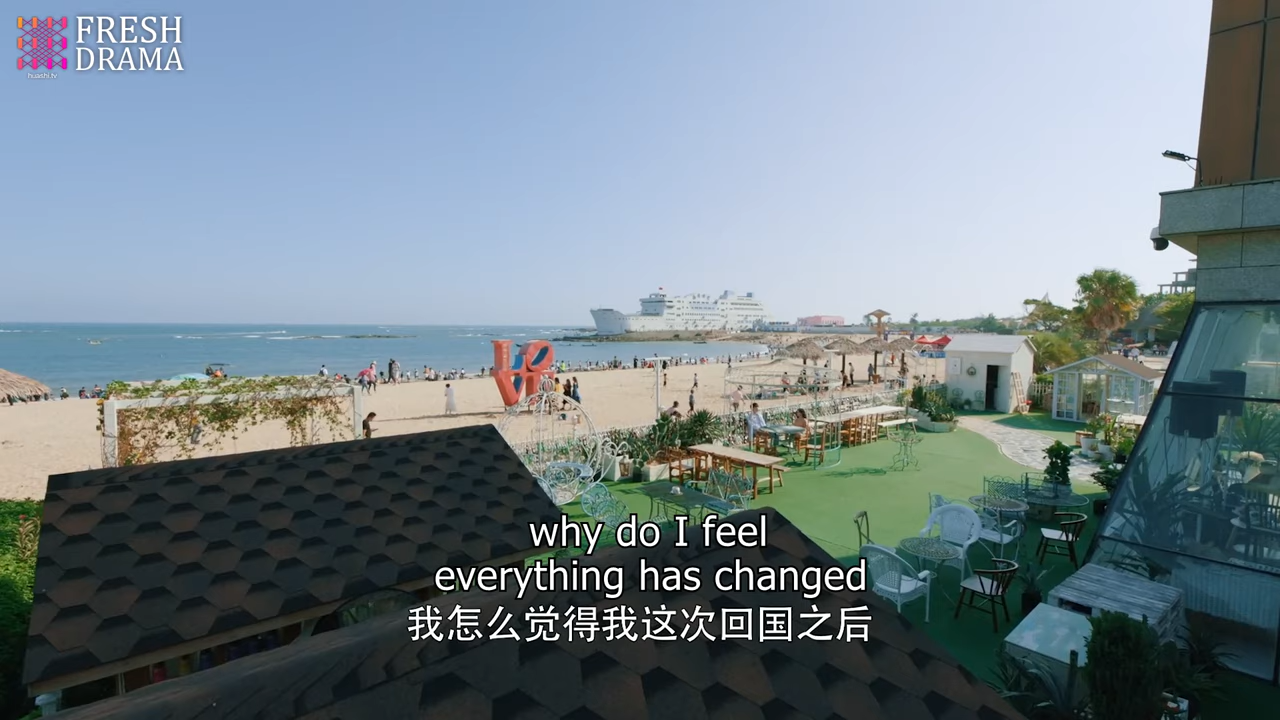 FRESH
DRAMA
huashi.tv
LOVE
why do I feel
everything has changed
我怎么觉得我这次回国之后